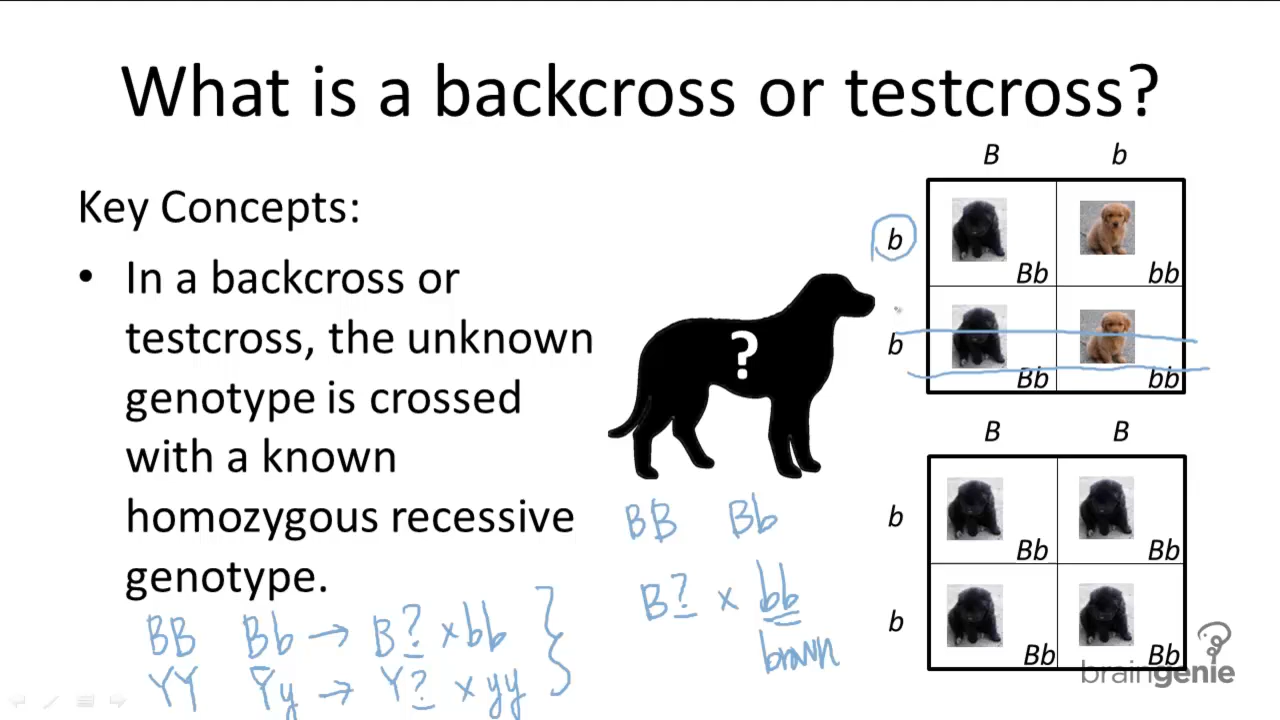 What is a backcross or testcross?
Key Concepts:
• In a backcross or
testcross, the unknown
genotype is crossed
with a known
homozygous recessive
genotype.
BB Bb → B? x bb
YY Yy → Y? x yy
?
BB Bb
B? x bb
brown
B b
b
Bb bb
b
Bb bb
B B
b
Bb Bb
b
Bb Bb
braingenie